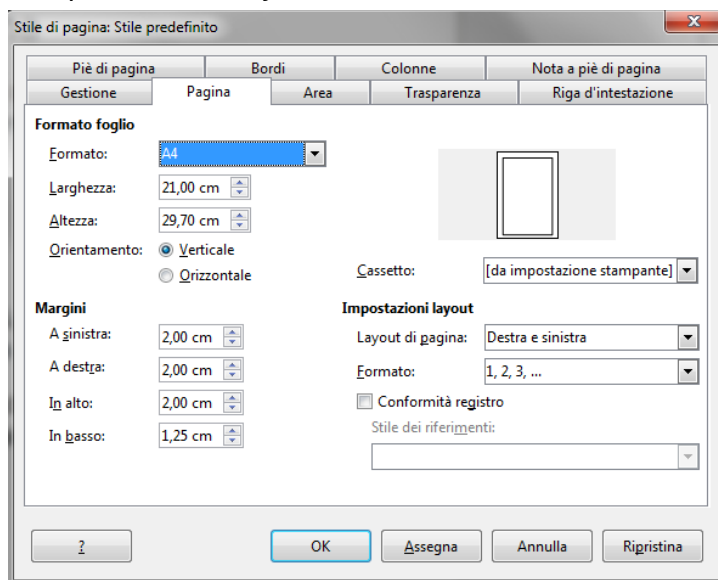 Stile di pagina: Stile predefinito
Piè di pagina Bordi Colonne Nota a piè di pagina
Gestione Pagina Area Trasparenza Riga d'intestazione
Formato foglio
Formato: A4
Larghezza: 21,00 cm
Altezza: 29,70 cm
Orientamento: Verticale
Orizzontale
Cassetto: [da impostazione stampante]
Margini
A sinistra: 2,00 cm
A destra: 2,00 cm
In alto: 2,00 cm
In basso: 1,25 cm
Impostazioni layout
Layout di pagina: Destra e sinistra
Formato: 1, 2, 3, ...
Conformità registro
Stile dei riferimenti:
? OK Assegna Annulla Ripristina